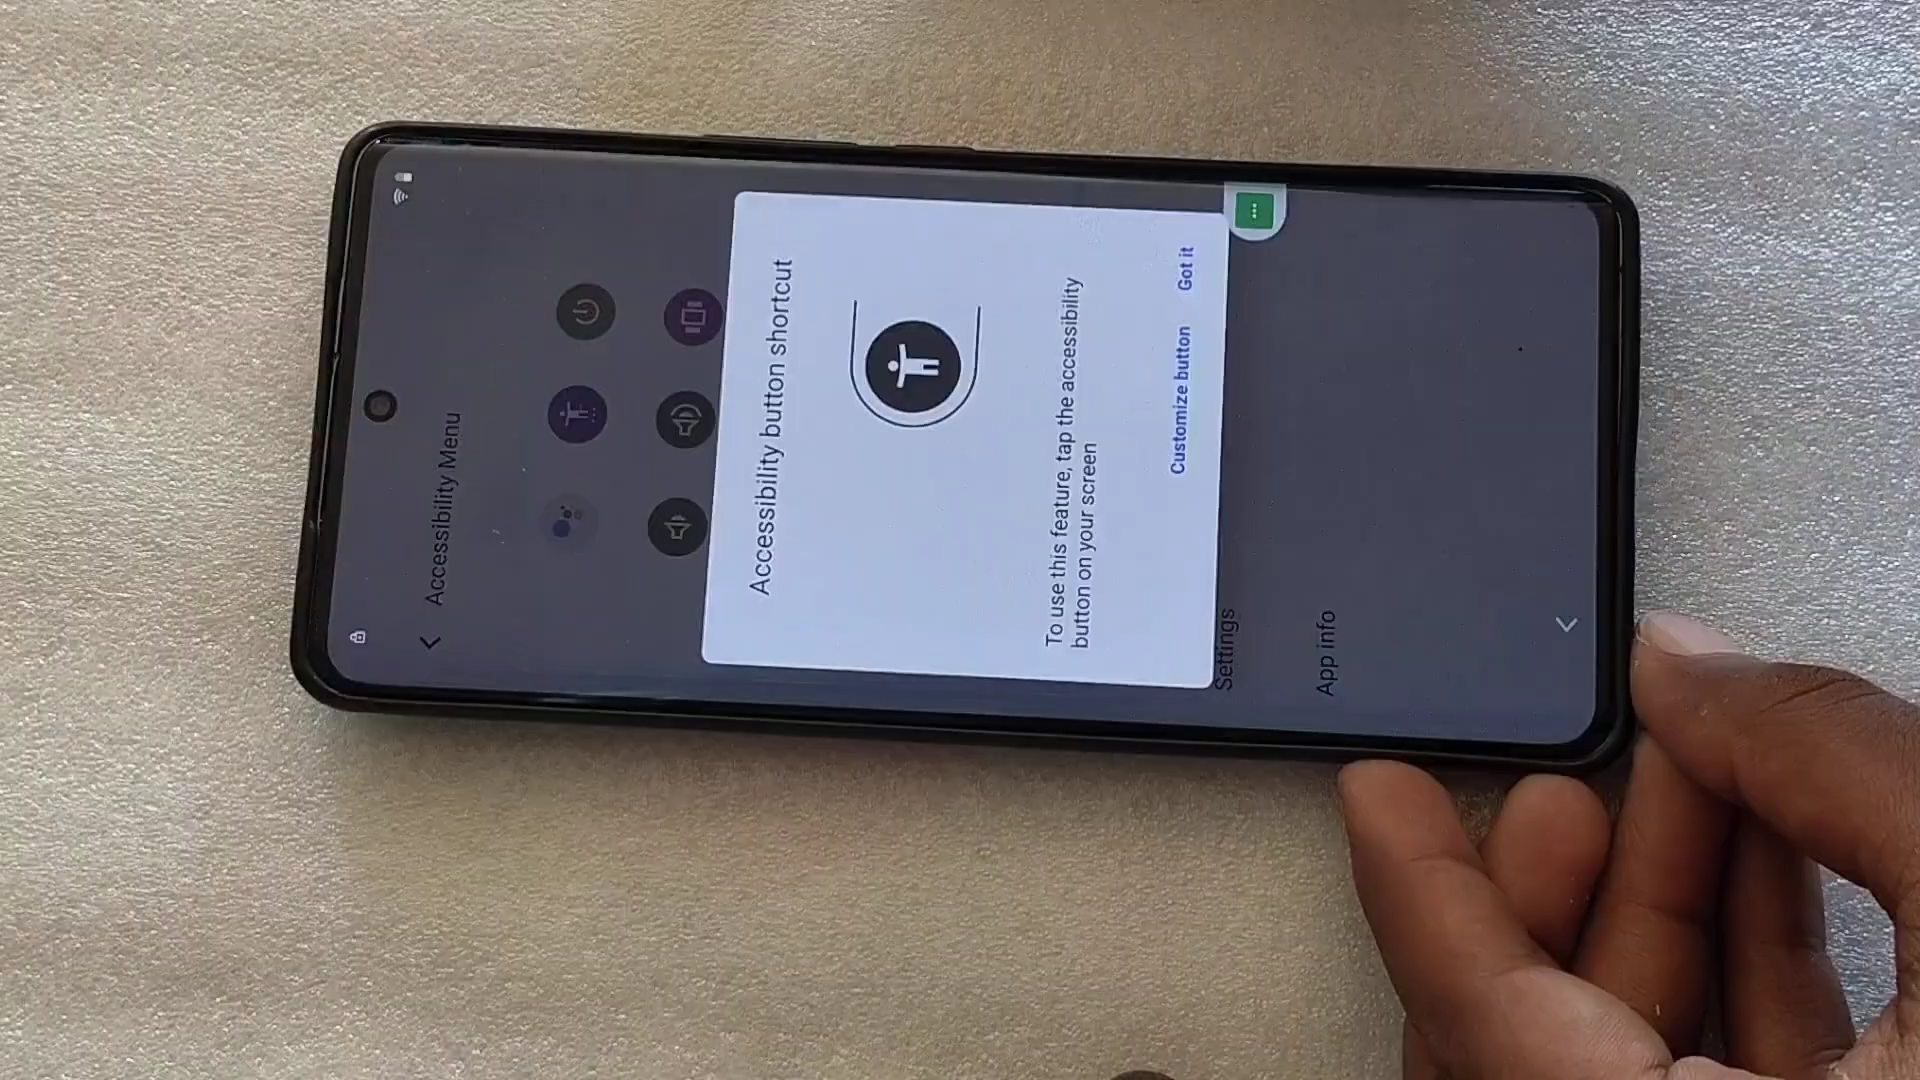 Accessibility Menu
Accessibility button shortcut
To use this feature, tap the accessibility
button on your screen
Customize button
Got it
Settings
App info